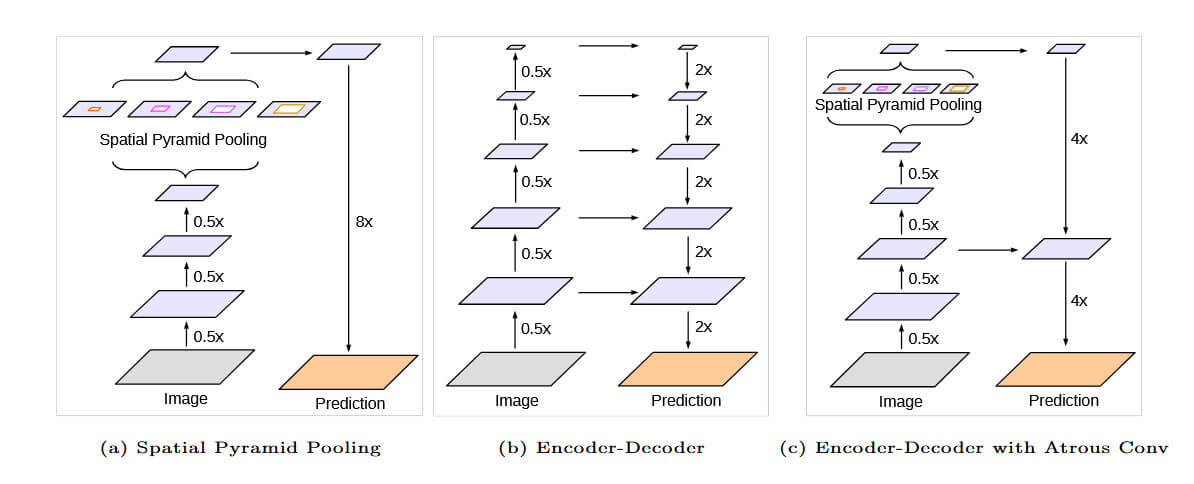 Spatial Pyramid Pooling
0.5x
0.5x
0.5x
8x
Image
Prediction
(a) Spatial Pyramid Pooling
0.5x
0.5x
0.5x
0.5x
0.5x
2x
2x
2x
2x
2x
Image
Prediction
(b) Encoder-Decoder
Spatial Pyramid Pooling
0.5x
0.5x
0.5x
0.5x
4x
4x
Image
Prediction
(c) Encoder-Decoder with Atrous Conv